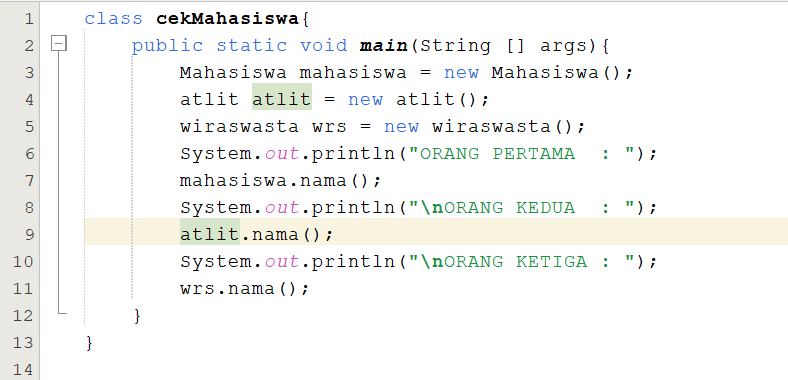 1 class cekMahasiswa{
2 public static void main(String [] args){
3 Mahasiswa mahasiswa = new Mahasiswa();
4 atlit atlit = new atlit();
5 wiraswasta wrs = new wiraswasta();
6 System.out.println("ORANG PERTAMA  : ");
7 mahasiswa.nama();
8 System.out.println("\nORANG KEDUA  : ");
9 atlit.nama();
10 System.out.println("\nORANG KETIGA : ");
11 wrs.nama();
12 }
13 }
14